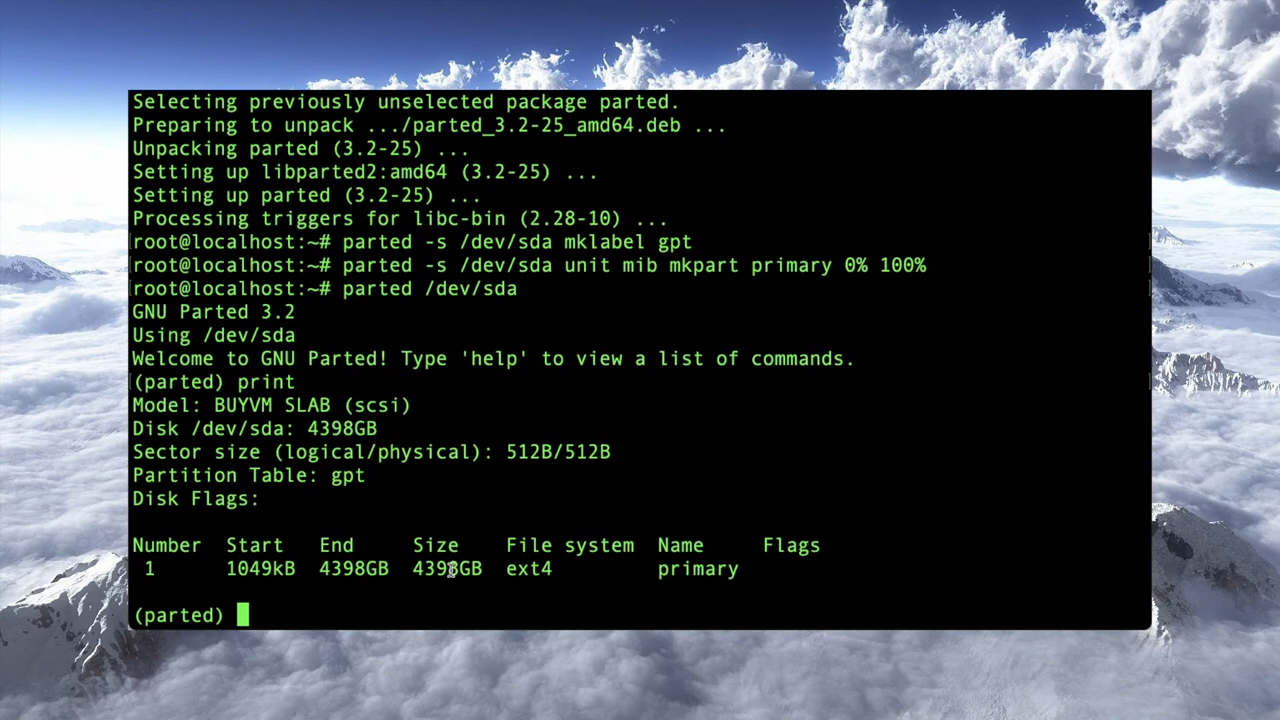 Selecting previously unselected package parted.
Preparing to unpack .../parted_3.2-25_amd64.deb ...
Unpacking parted (3.2-25) ...
Setting up libparted2:amd64 (3.2-25) ...
Setting up parted (3.2-25) ...
Processing triggers for libc-bin (2.28-10) ...
[root@localhost:~# parted -s /dev/sda mklabel gpt
[root@localhost:~# parted -s /dev/sda unit mib mkpart primary 0% 100% ]
[root@localhost:~# parted /dev/sda ]
GNU Parted 3.2
Using /dev/sda
Welcome to GNU Parted! Type 'help' to view a list of commands.
[(parted) print ]
Model: BUYVM SLAB (scsi)
Disk /dev/sda: 4398GB
Sector size (logical/physical): 512B/512B
Partition Table: gpt
Disk Flags:
Number Start End Size File system Name Flags
1 1049kB 4398GB 4398GB ext4 primary
(parted)